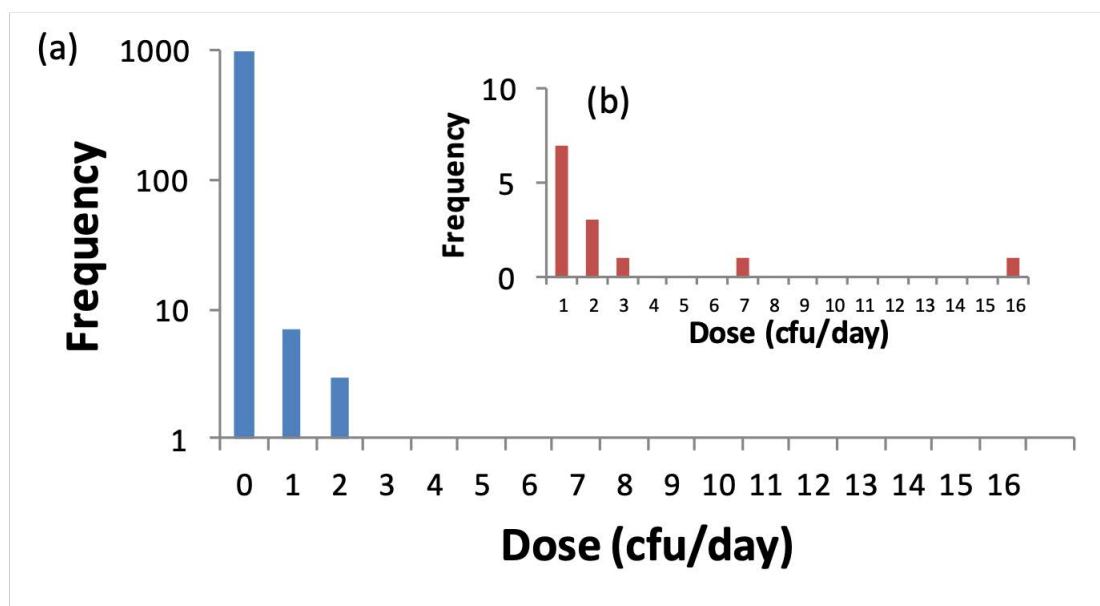 (a)
1000
100
10
1
Frequency
0 1 2 3 4 5 6 7 8 9 10 11 12 13 14 15 16
Dose (cfu/day)
(b)
10
5
0
Frequency
1 2 3 4 5 6 7 8 9 10 11 12 13 14 15 16
Dose (cfu/day)